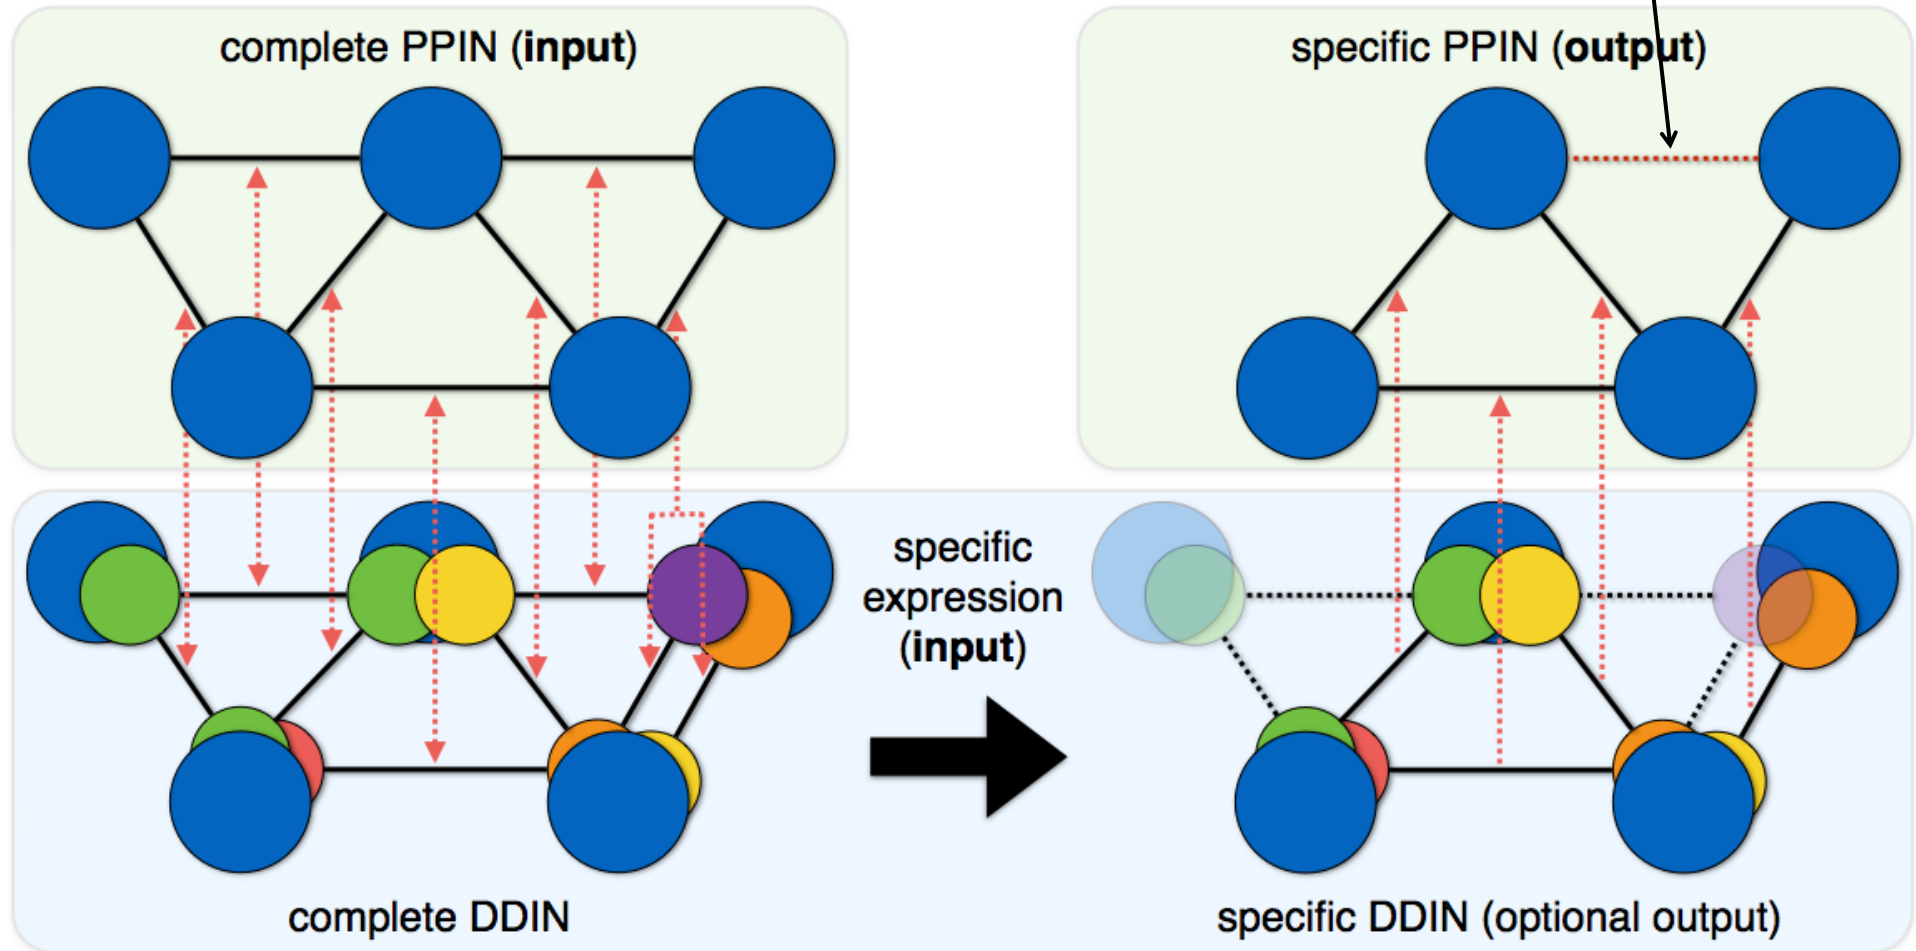 complete PPIN (input)
specific PPIN (output)
specific
expression
(input)
complete DDIN
specific DDIN (optional output)